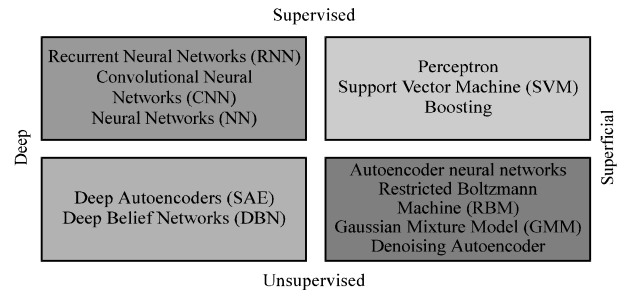 Supervised
Recurrent Neural Networks (RNN)
Convolutional Neural
Networks (CNN)
Neural Networks (NN)
Perceptron
Support Vector Machine (SVM)
Boosting
Deep
Superficial
Deep Autoencoders (SAE)
Deep Belief Networks (DBN)
Autoencoder neural networks
Restricted Boltzmann
Machine (RBM)
Gaussian Mixture Model (GMM)
Denoising Autoencoder
Unsupervised